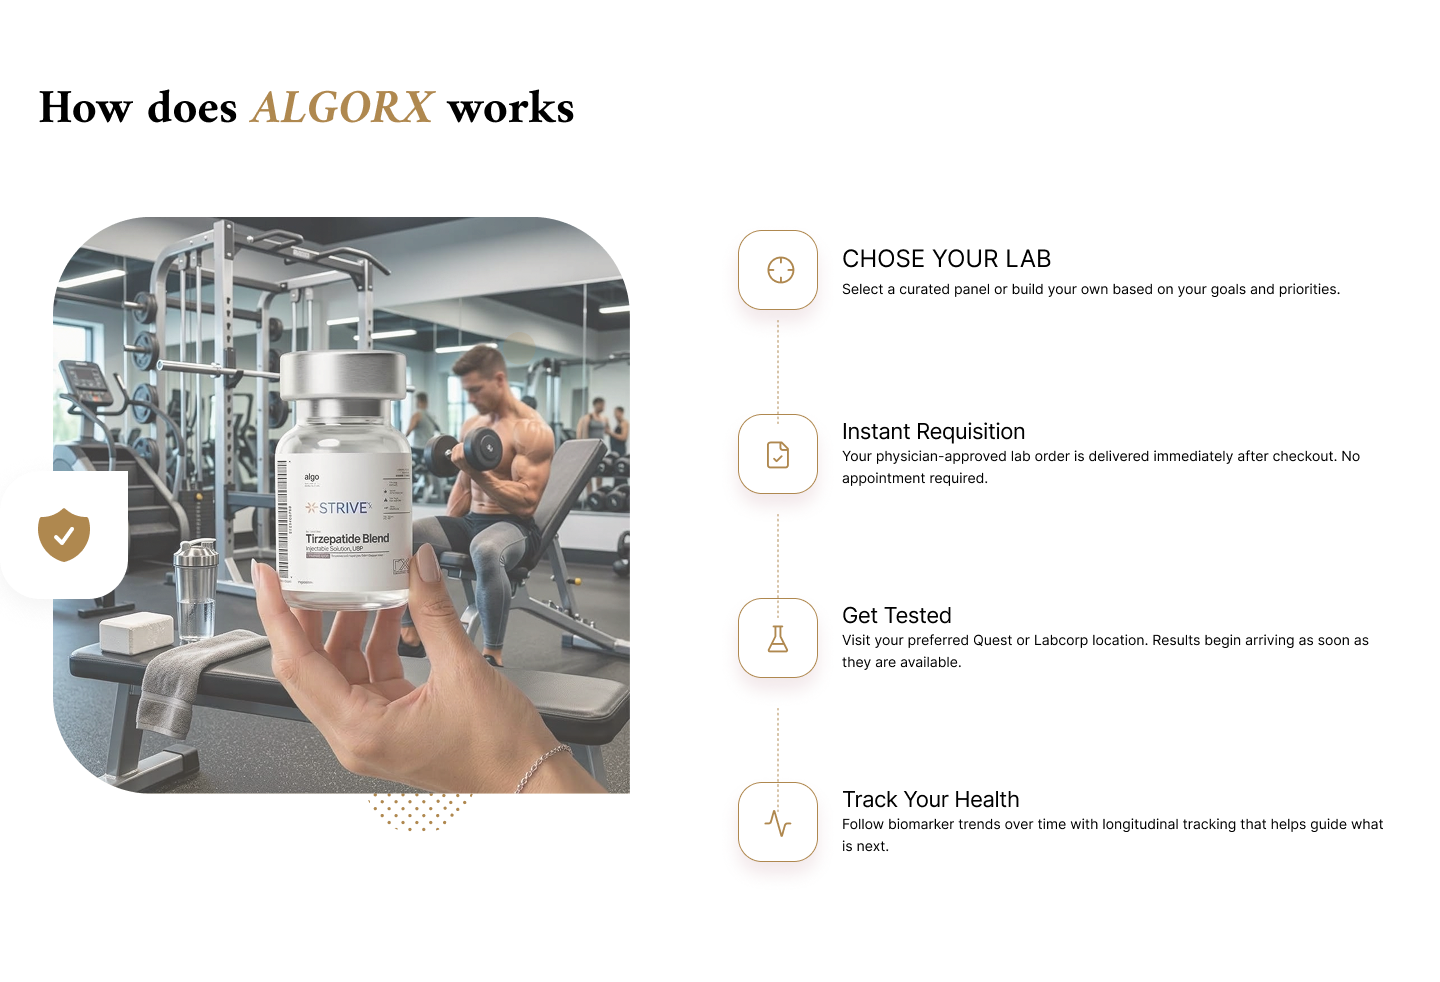 How does ALGORX works
algo
STRIVE
Tirzepatide Blend
Injectable Solution, USP
CHOSE YOUR LAB
Select a curated panel or build your own based on your goals and priorities.
Instant Requisition
Your physician-approved lab order is delivered immediately after checkout. No
appointment required.
Get Tested
Visit your preferred Quest or Labcorp location. Results begin arriving as soon as
they are available.
Track Your Health
Follow biomarker trends over time with longitudinal tracking that helps guide what
is next.